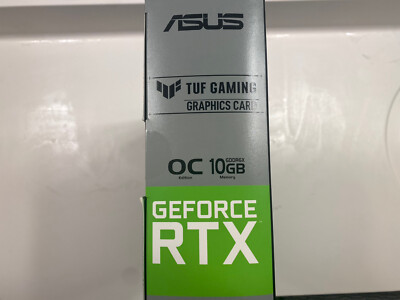 ASUS
TUF GAMING
GRAPHICS CARD
OC 10GB GDDR6X
Edition Memory
GEFORCE
RTX